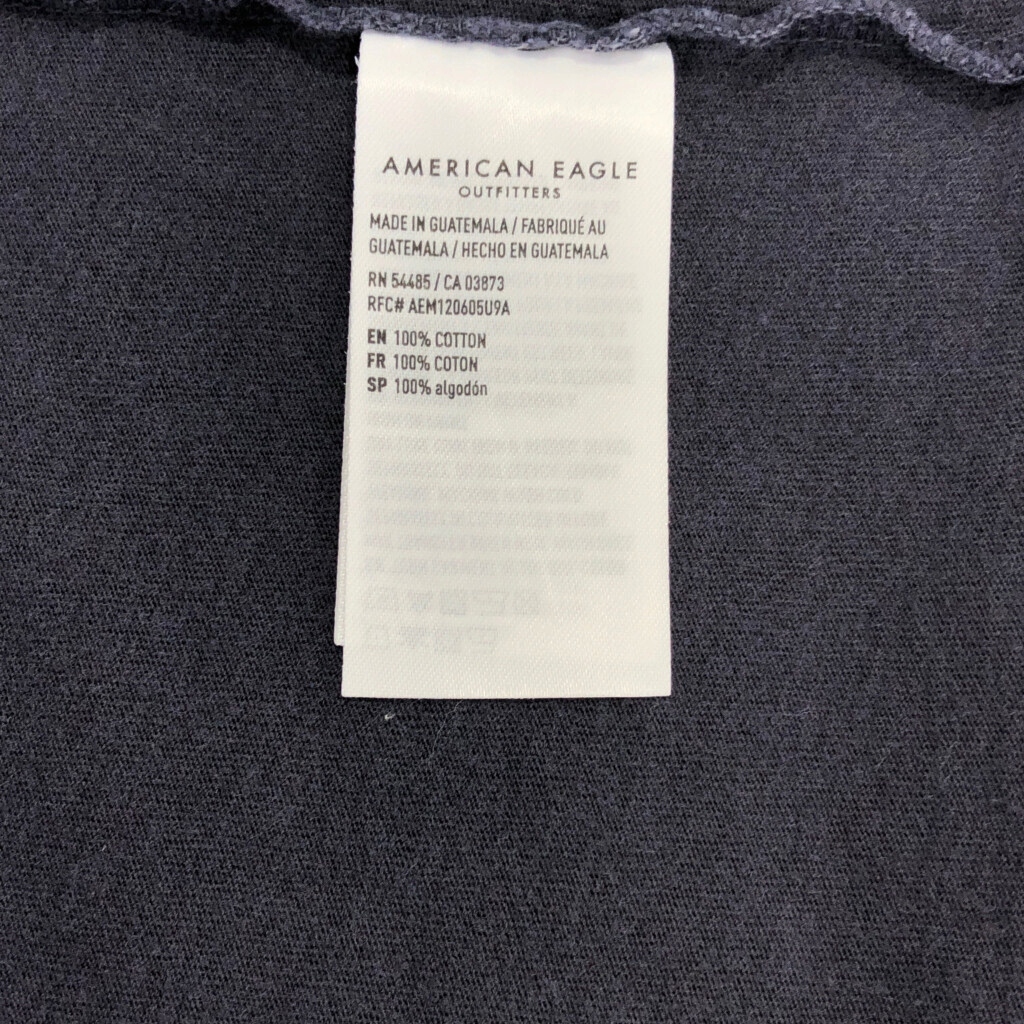 AMERICAN EAGLE
OUTFITTERS
MADE IN GUATEMALA / FABRIQUÉ AU
GUATEMALA / HECHO EN GUATEMALA
RN 54485 / CA 03873
RFC# AEM120605U9A
EN 100% COTTON
FR 100% COTON
SP 100% algodón